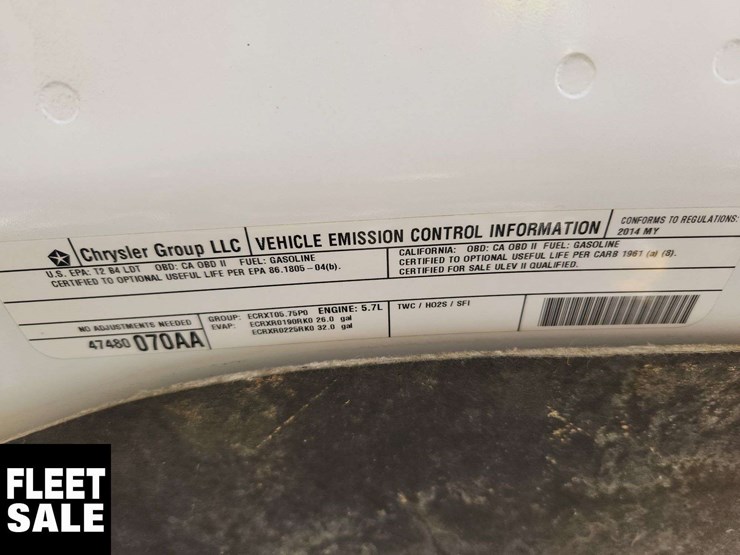 Chrysler Group LLC
VEHICLE EMISSION CONTROL INFORMATION
CONFORMS TO REGULATIONS:
2014 MY
U.S. EPA: T2 B4 LDT OBD: CA OBD II FUEL: GASOLINE
CERTIFIED TO OPTIONAL USEFUL LIFE PER EPA 86.1805-04(b).
CALIFORNIA: OBD: CA OBD II FUEL: GASOLINE
CERTIFIED TO OPTIONAL USEFUL LIFE PER CARB 1961 (a) (8).
CERTIFIED FOR SALE ULEV II QUALIFIED.
NO ADJUSTMENTS NEEDED
47480 070AA
GROUP: ECRXT05.75P0 ENGINE: 5.7L
EVAP: ECRXR0190RK0 26.0 gal
ECRXR0225RK0 32.0 gal
TWC / HO2S / SFI
FLEET
SALE